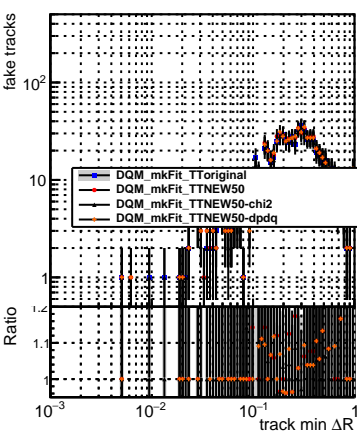 fake tracks
10²
10
1
DQM_mkFit_TToriginal
DQM_mkFit_TTNEW50
DQM_mkFit_TTNEW50-chi2
DQM_mkFit_TTNEW50-dpdq
Ratio
1.2
1.1
1
10⁻³ 10⁻² 10⁻¹ 1
track min ΔR